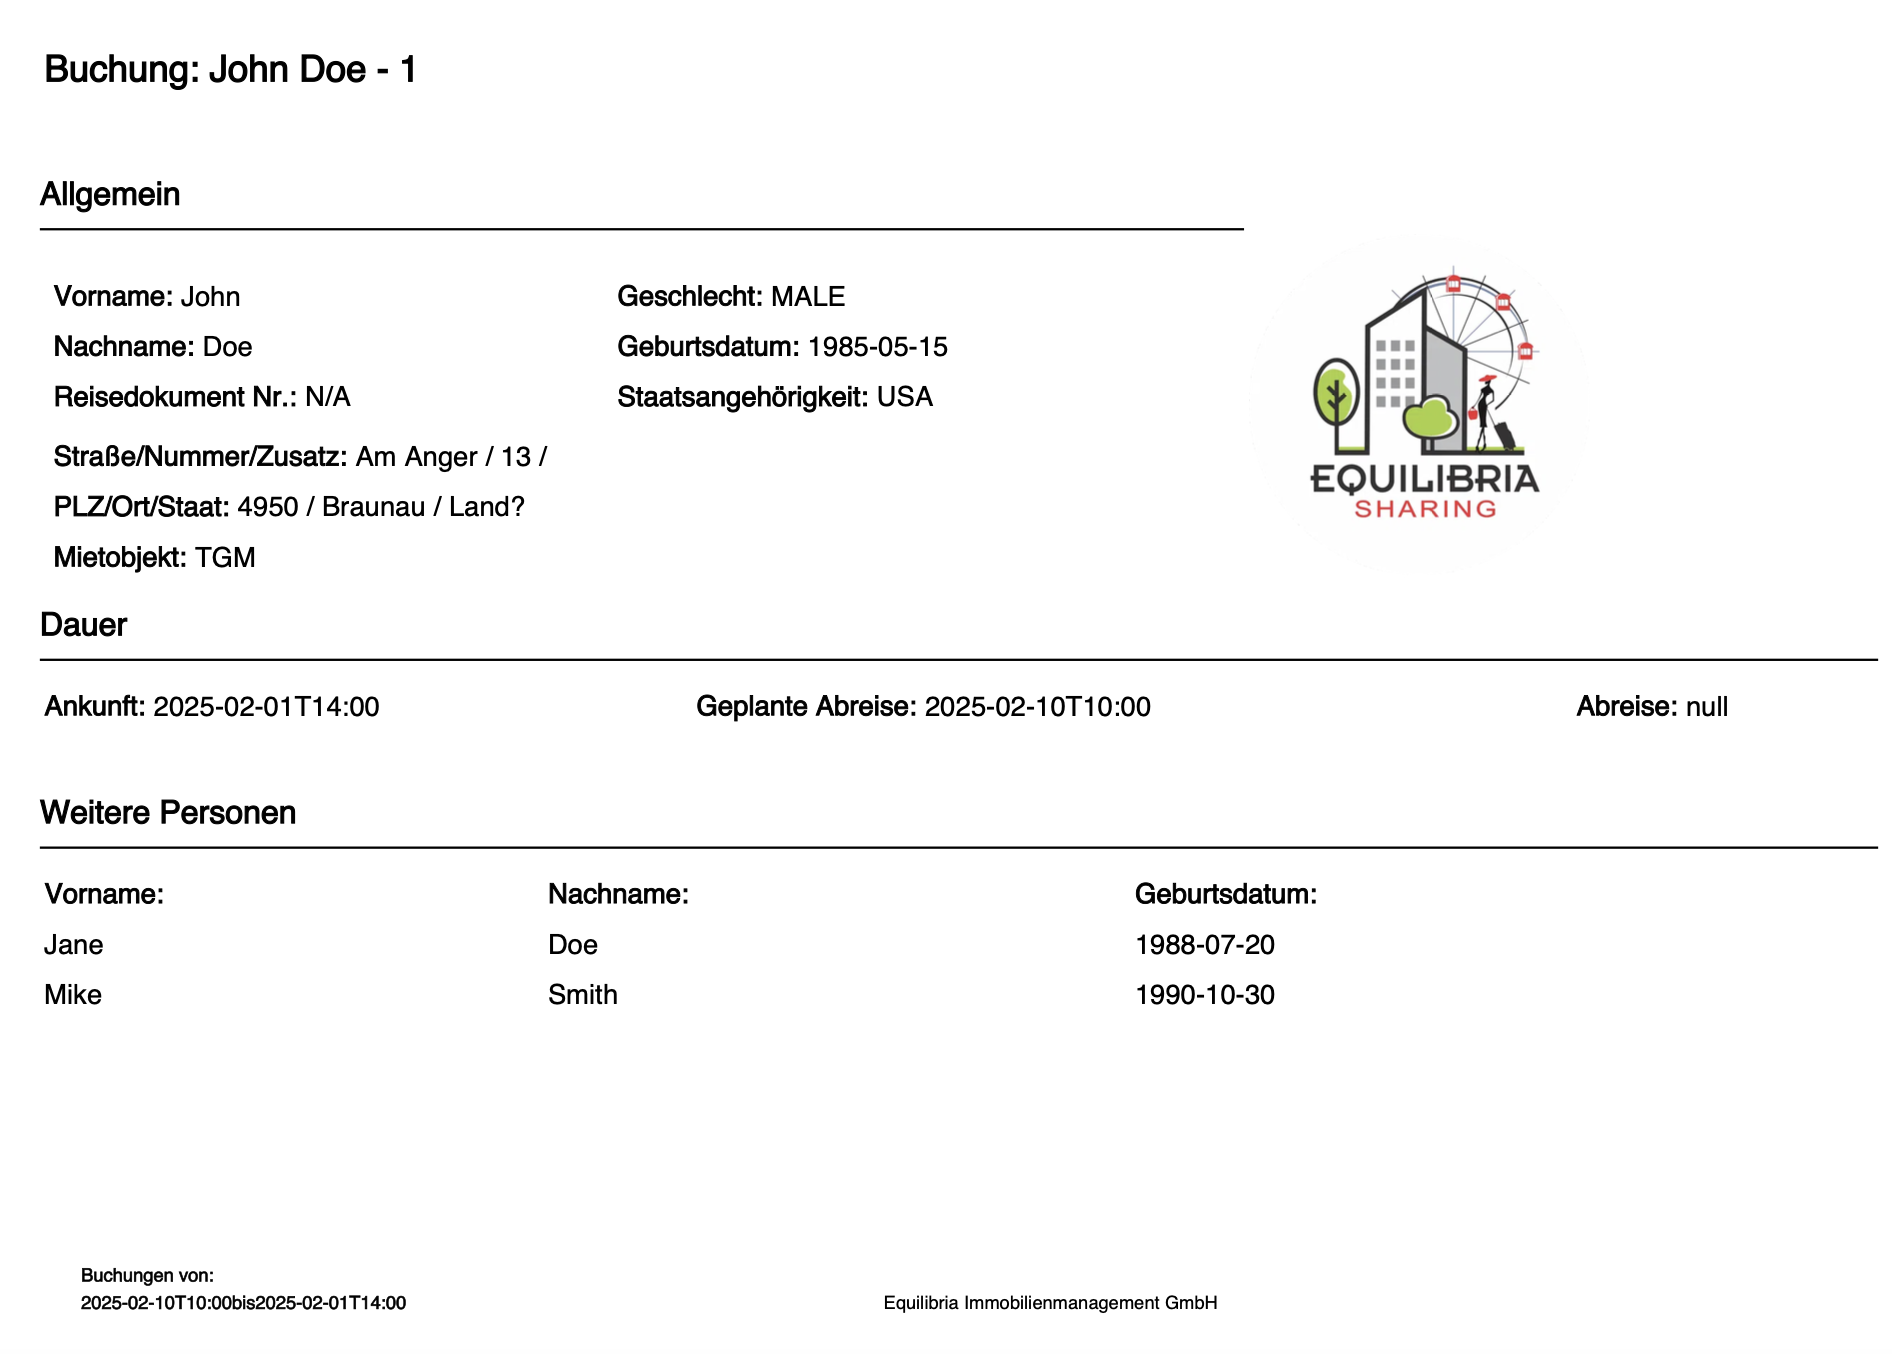 Buchung: John Doe - 1
Allgemein
Vorname: John
Geschlecht: MALE
Nachname: Doe
Geburtsdatum: 1985-05-15
Reisedokument Nr.: N/A
Staatsangehörigkeit: USA
Straße/Nummer/Zusatz: Am Anger / 13 /
PLZ/Ort/Staat: 4950 / Braunau / Land?
Mietobjekt: TGM
EQUILIBRIA
SHARING
Dauer
Ankunft: 2025-02-01T14:00
Geplante Abreise: 2025-02-10T10:00
Abreise: null
Weitere Personen
Vorname:
Nachname:
Geburtsdatum:
Jane
Doe
1988-07-20
Mike
Smith
1990-10-30
Buchungen von:
2025-02-10T10:00bis2025-02-01T14:00
Equilibria Immobilienmanagement GmbH